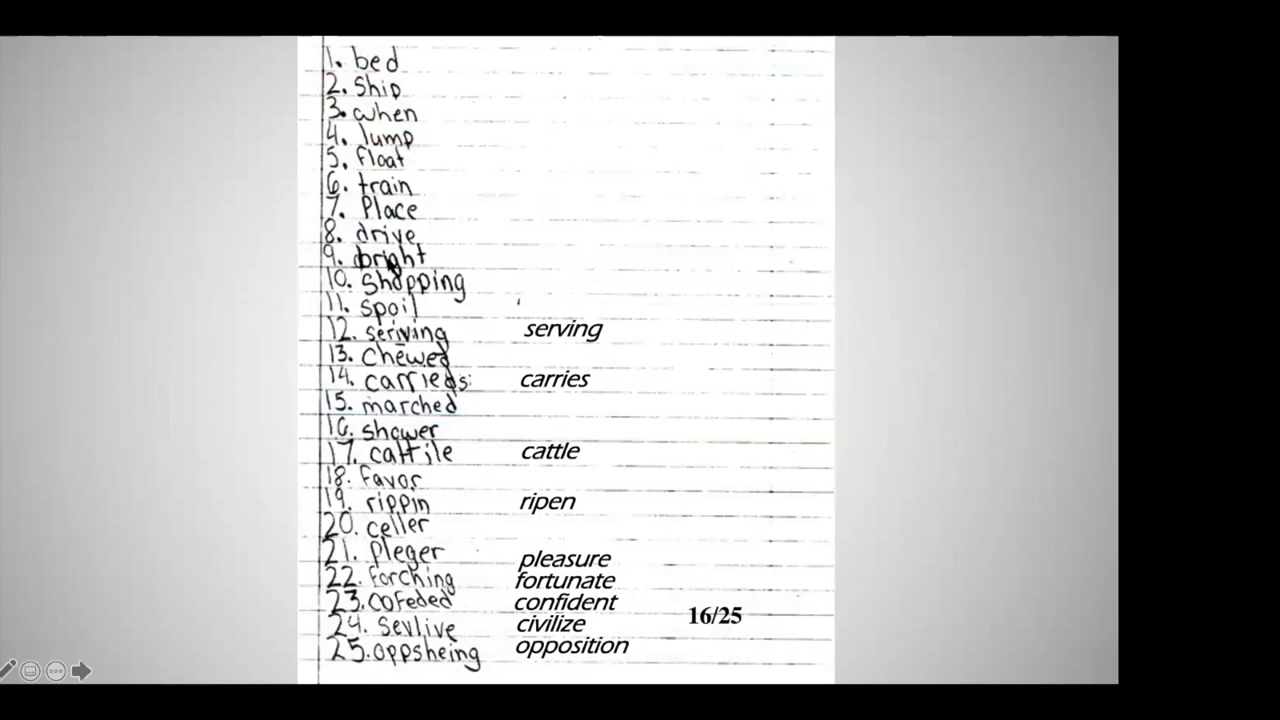 1. bed
2. Ship
3. when
4. lump
5. float
6. train
7. Place
8. drive
9. bright
10. shopping
11. spoil
12. seriving serving
13. chewed
14. carrieds: carries
15. marched
16. shower
17. cattile cattle
18. favor
19. rippin ripen
20. celler
21. pleger pleasure
22. forching fortunate
23. cofeded confident
24. sevlive civilize
16/25
25. oppsheing opposition